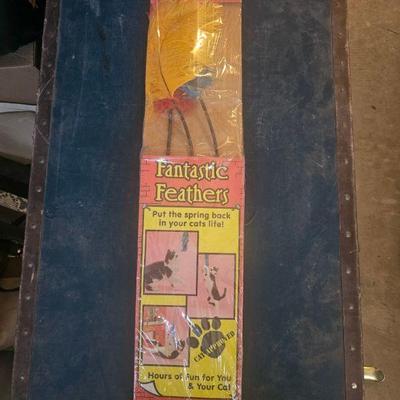 Fantastic
Feathers
Put the spring back
in your cats life!
CAT APPROVED
Hours of Fun for You
& Your Cat